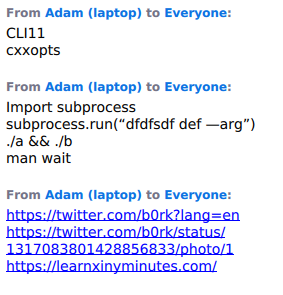 From Adam (laptop) to Everyone:
CLI11
cxxopts
From Adam (laptop) to Everyone:
Import subprocess
subprocess.run(“dfdfsdf def —arg”)
./a && ./b
man wait
From Adam (laptop) to Everyone:
https://twitter.com/b0rk?lang=en
https://twitter.com/b0rk/status/
1317083801428856833/photo/1
https://learnxinyminutes.com/